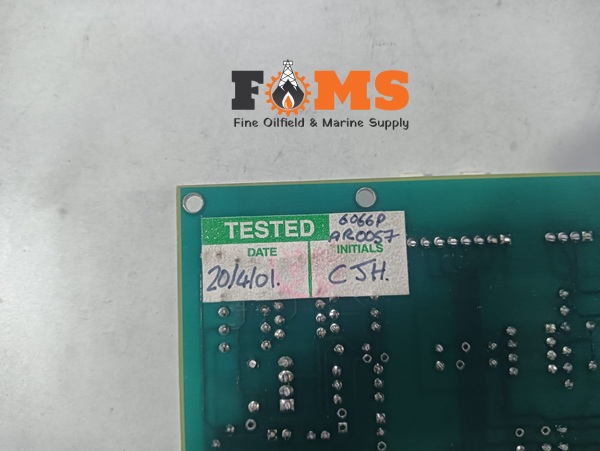 FOMS
Fine Oilfield & Marine Supply
TESTED
6066P
AR0057
DATE
INITIALS
20/4/01.
CJH.